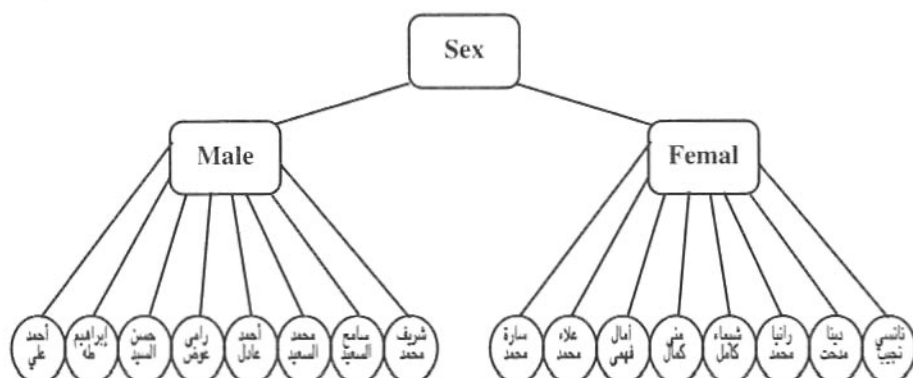 Sex
Male
Femal
أحمد
علي
إبراهيم
طه
حسن
السيد
رامي
عوض
أحمد
عادل
محمد
السعيد
سامح
السعيد
شريف
محمد
سارة
محمد
علاء
محمد
أمال
فهمي
منى
كمال
شيماء
كامل
رانيا
محمد
دينا
مدحت
نانسي
نجيب